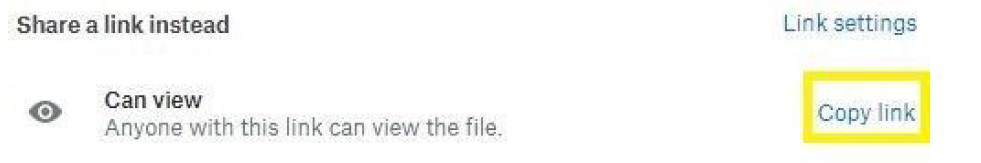 Share a link instead
Link settings
Can view
Anyone with this link can view the file.
Copy link